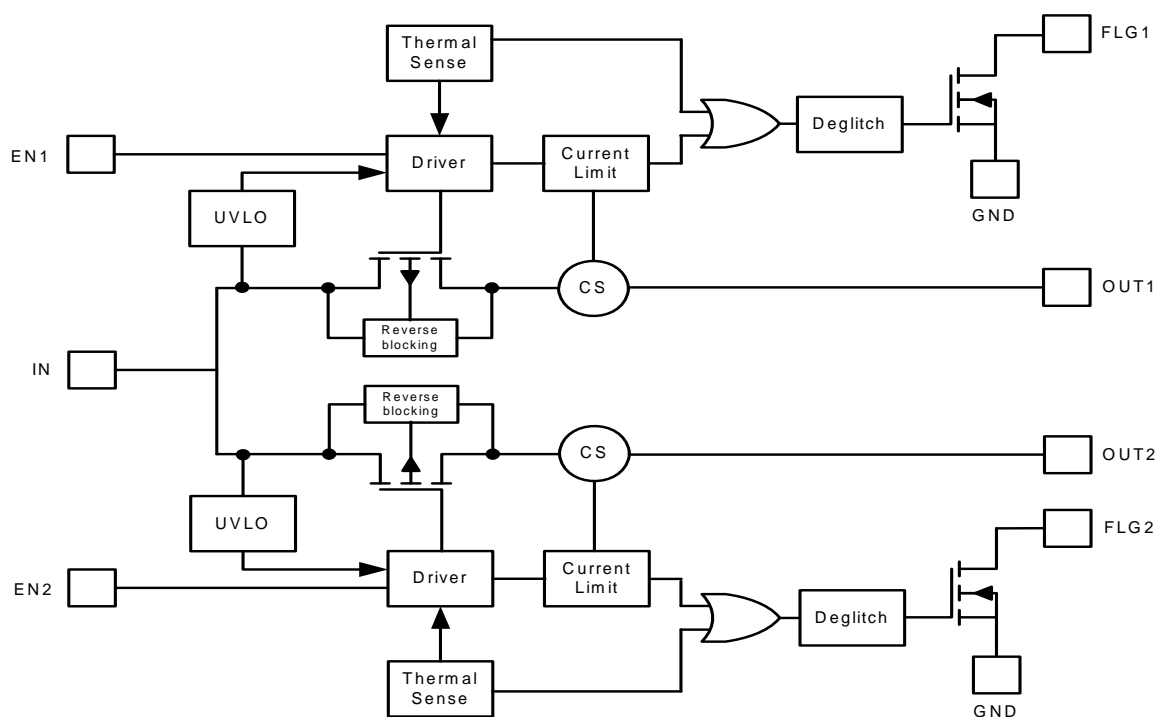 FLG1
Thermal
Sense
Deglitch
EN1
Driver
Current
Limit
UVLO
GND
CS
OUT1
Reverse
blocking
IN
Reverse
blocking
CS
OUT2
UVLO
FLG2
EN2
Driver
Current
Limit
Deglitch
Thermal
Sense
GND